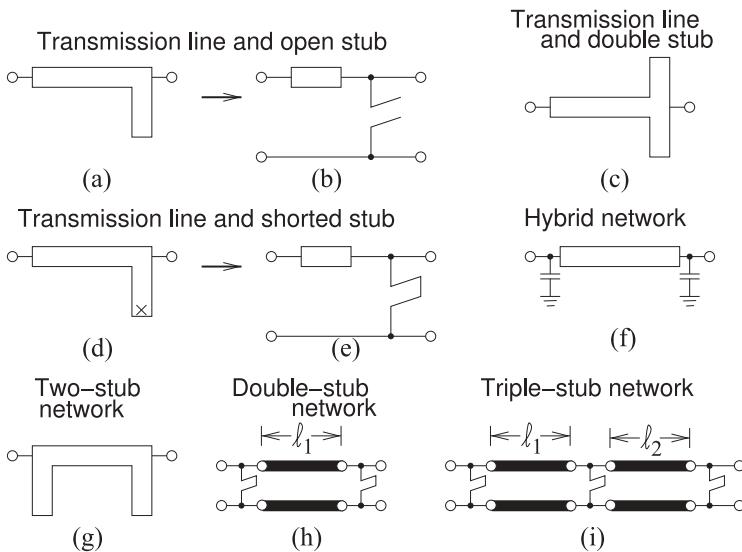 Transmission line and open stub
Transmission line
and double stub
(a)
(b)
(c)
Transmission line and shorted stub
Hybrid network
(d)
(e)
(f)
Two–stub
network
Double–stub
network
Triple–stub network
ℓ1
ℓ1
ℓ2
(g)
(h)
(i)